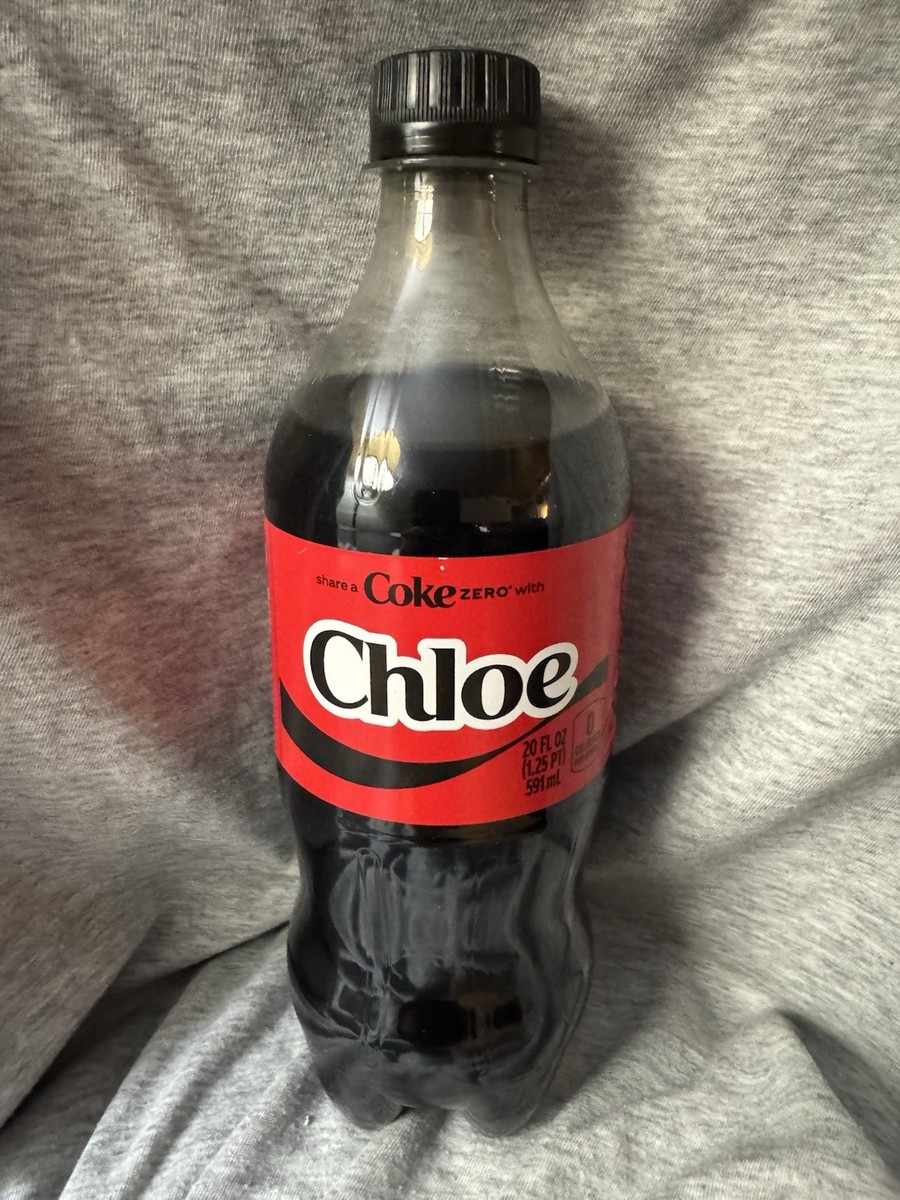 share a Coke ZERO® with
Chloe
20 FL OZ
(1.25 PT)
591 mL
0